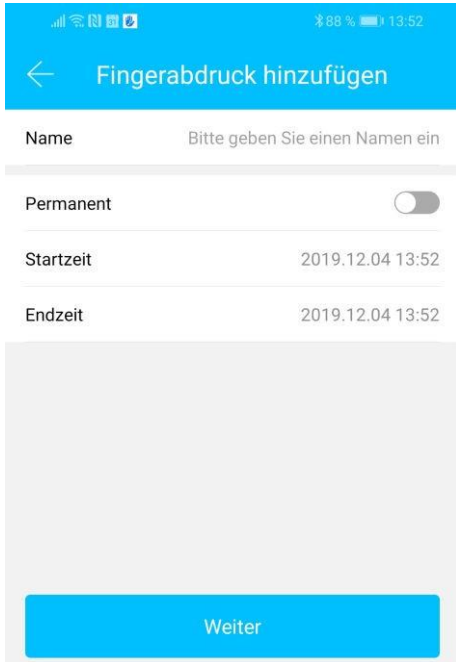 88 % 13:52
Fingerabdruck hinzufügen
Name Bitte geben Sie einen Namen ein
Permanent
Startzeit 2019.12.04 13:52
Endzeit 2019.12.04 13:52
Weiter